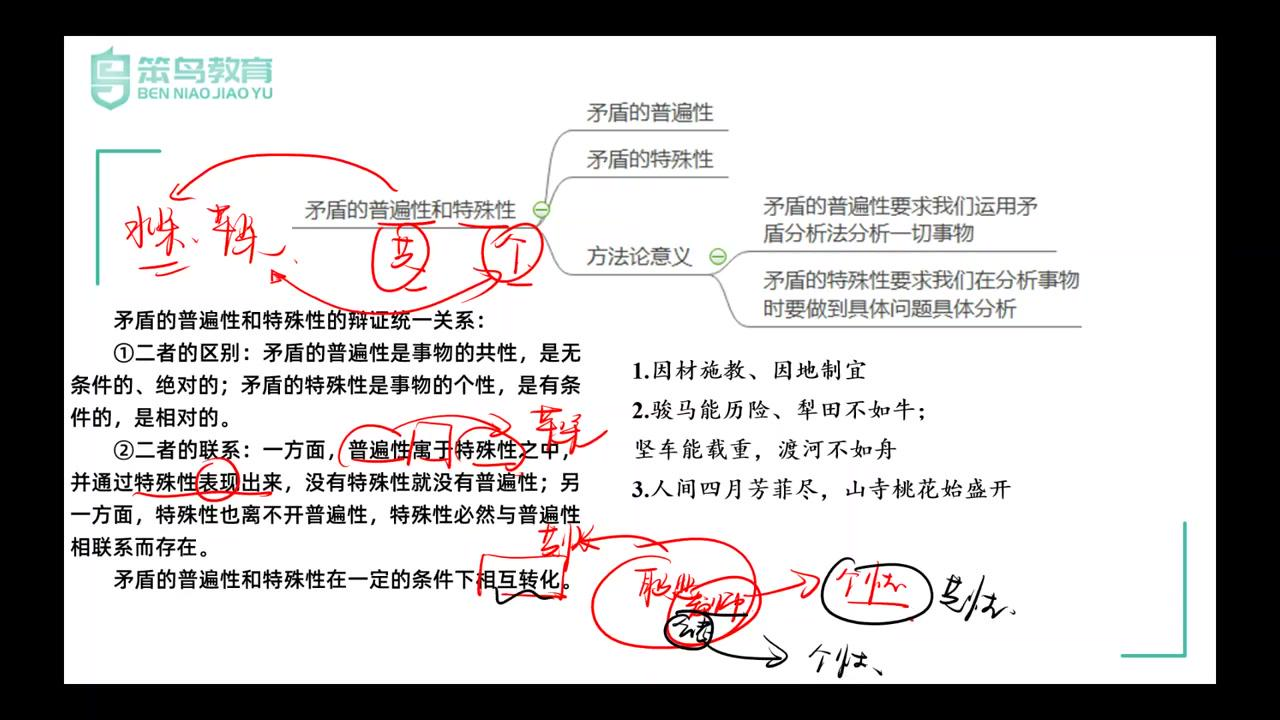 笨鸟教育
BEN NIAO JIAO YU
矛盾的普遍性
矛盾的特殊性
矛盾的普遍性和特殊性
矛盾的普遍性要求我们运用矛
盾分析法分析一切事物
方法论意义
矛盾的特殊性要求我们在分析事物
时要做到具体问题具体分析
水果、苹果
共 个
矛盾的普遍性和特殊性的辩证统一关系：
①二者的区别：矛盾的普遍性是事物的共性，是无
条件的、绝对的；矛盾的特殊性是事物的个性，是有条
件的，是相对的。
苹果
②二者的联系：一方面，普遍性寓于特殊性之中，
并通过特殊性表现出来，没有特殊性就没有普遍性；另
一方面，特殊性也离不开普遍性，特殊性必然与普遍性
相联系而存在。
矛盾的普遍性和特殊性在一定的条件下相互转化。
1.因材施教、因地制宜
2.骏马能历险、犁田不如牛；
坚车能载重，渡河不如舟
3.人间四月芳菲尽，山寺桃花始盛开
共性
职业
教师
个性
共性
个性